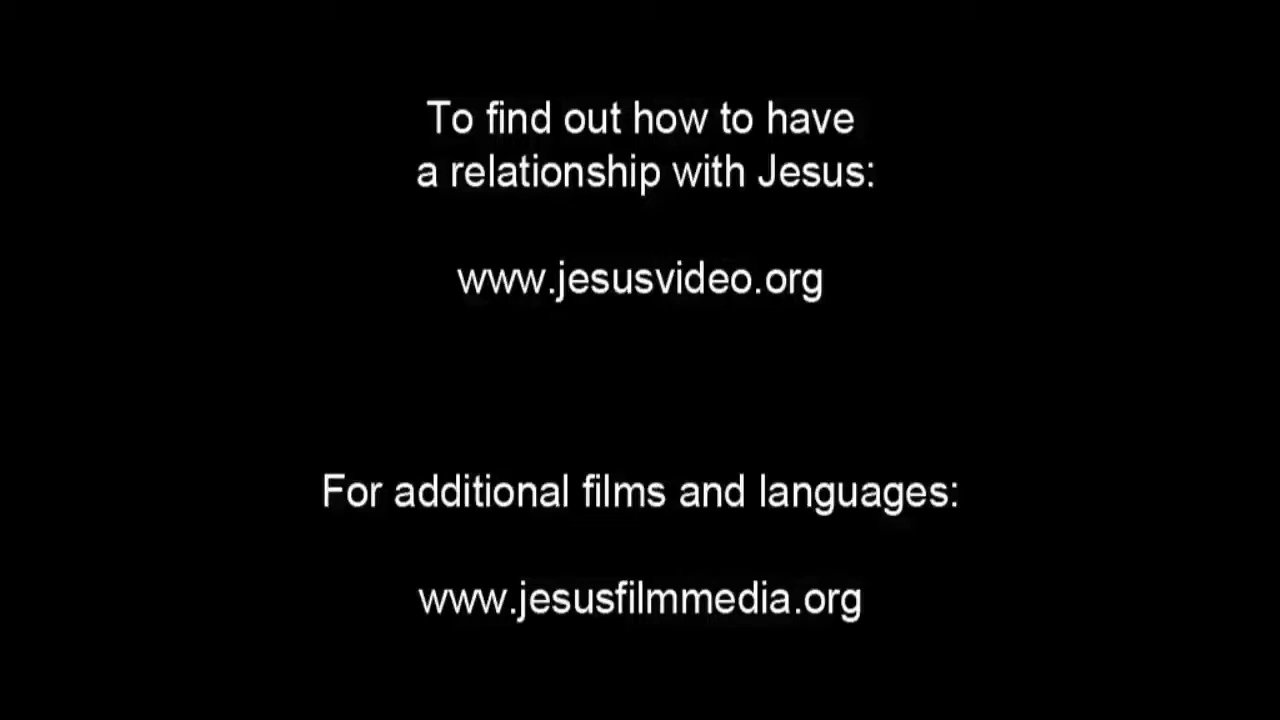 To find out how to have
a relationship with Jesus:
www.jesusvideo.org
For additional films and languages:
www.jesusfilmmedia.org